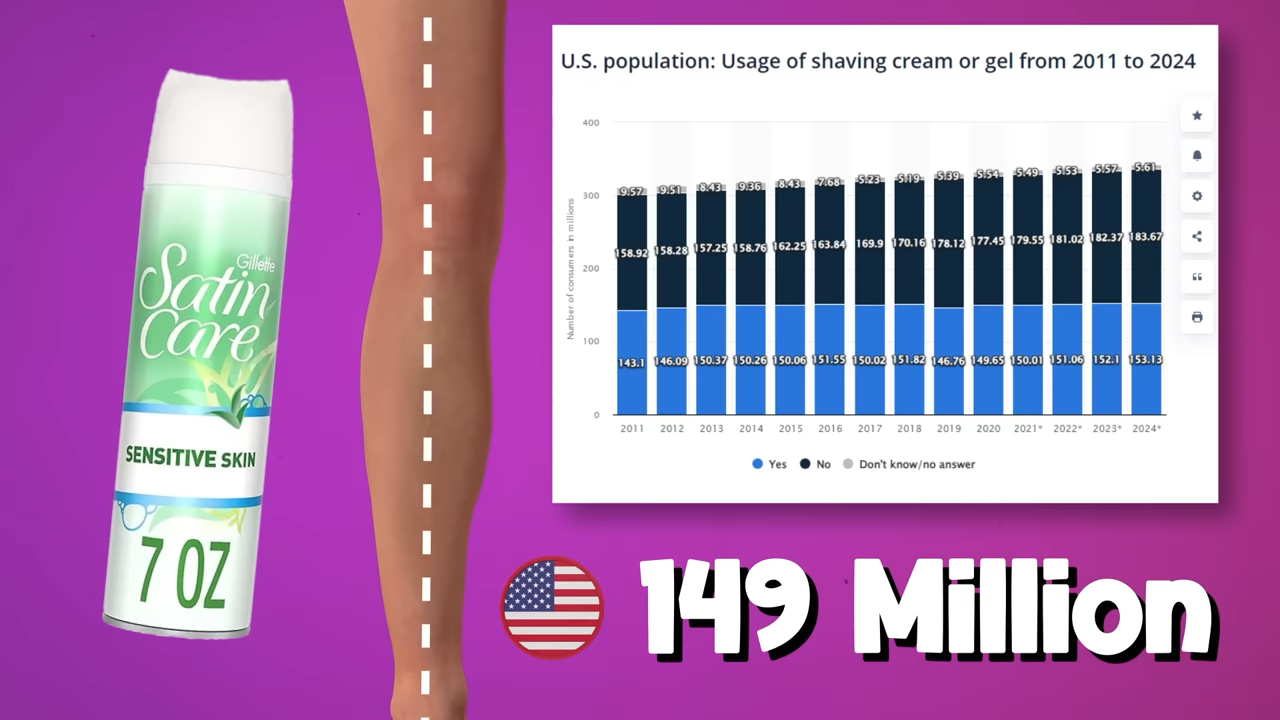 Gillette
Satin
Care
SENSITIVE SKIN
7 OZ
U.S. population: Usage of shaving cream or gel from 2011 to 2024
Number of consumers in millions
400
300
200
100
0
9.57 9.51 8.43 9.36 8.43 7.68 5.23 5.19 5.39 5.54 5.49 5.53 5.57 5.61
158.92 158.28 157.25 158.76 162.25 163.84 169.9 170.16 178.12 177.45 179.55 181.02 182.37 183.67
143.1 146.09 150.37 150.26 150.06 151.55 150.02 151.82 146.76 149.65 150.01 151.06 152.1 153.13
2011 2012 2013 2014 2015 2016 2017 2018 2019 2020 2021* 2022* 2023* 2024*
Yes No Don't know/no answer
149 Million